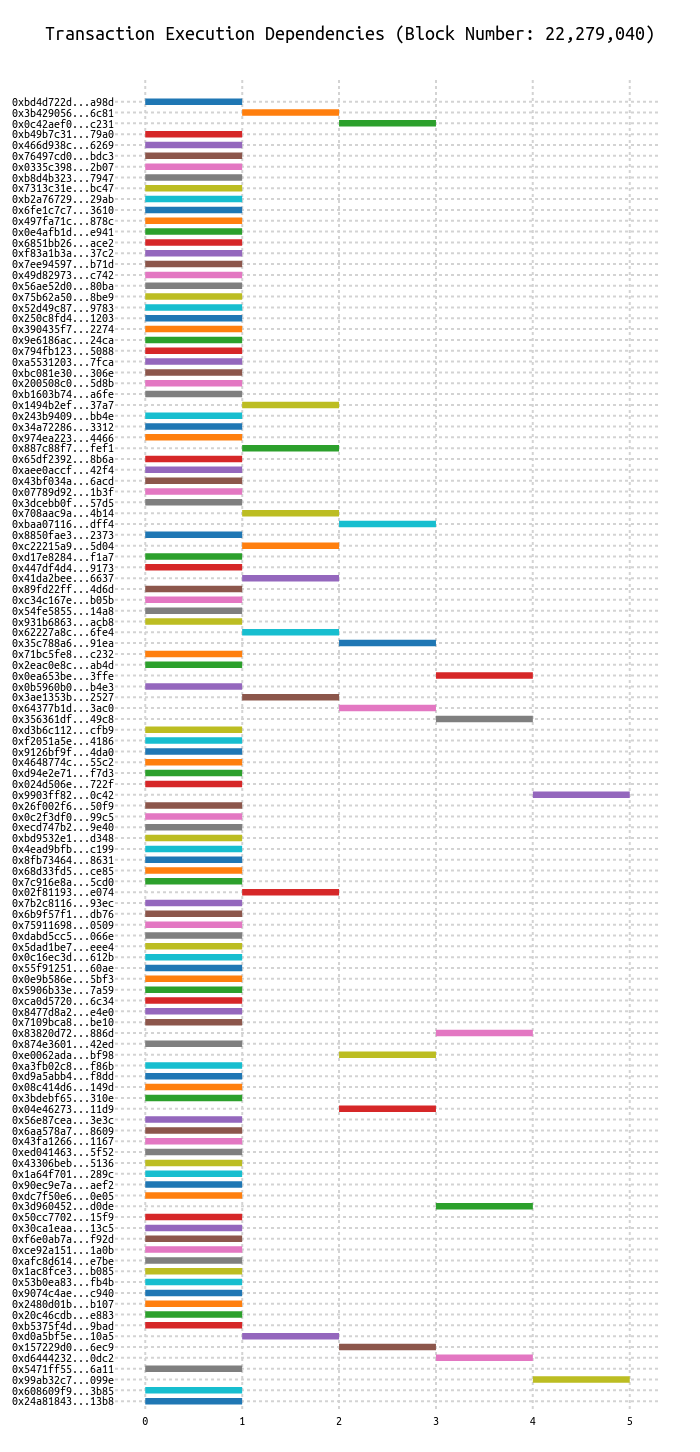 Transaction Execution Dependencies (Block Number: 22,279,040)
0xbd4d722d...a98d
0x3b429056...6c81
0x0c42aef0...c231
0xb49b7c31...79a0
0x466d938c...6269
0x76497cd0...bdc3
0x0335c398...2b07
0xb8d4b323...7947
0x7313c31e...bc47
0xb2a76729...29ab
0x6fe1c7c7...3610
0x497fa71c...878c
0x0e4afb1d...e941
0x6851bb26...ace2
0xf83a1b3a...37c2
0x7ee94597...b71d
0x49d82973...c742
0x56ae52d0...80ba
0x75b62a50...8be9
0x52d49c87...9783
0x250c8fd4...1203
0x390435f7...2274
0x9e6186ac...24ca
0x794fb123...5088
0xa5531203...7fca
0xbc081e30...306e
0x200508c0...5d8b
0xb1603b74...a6fe
0x1494b2ef...37a7
0x243b9409...bb4e
0x34a72286...3312
0x974ea223...4466
0x887c88f7...fef1
0x65df2392...8b6a
0xaee0accf...42f4
0x43bf034a...6acd
0x07789d92...1b3f
0x3dcebb0f...57d5
0x708aac9a...4b14
0xbaa07116...dff4
0x8850fae3...2373
0xc22215a9...5d04
0xd17e8284...f1a7
0x447df4d4...9173
0x41da2bee...6637
0x89fd22ff...4d6d
0xc34c167e...b05b
0x54fe5855...14a8
0x931b6863...acb8
0x62227a8c...6fe4
0x35c788a6...91ea
0x71bc5fe8...c232
0x2eac0e8c...ab4d
0x0ea653be...3ffe
0x0b5960b0...b4e3
0x3ae1353b...2527
0x64377b1d...3ac0
0x356361df...49c8
0xd3b6c112...cfb9
0xf2051a5e...4186
0x9126bf9f...4da0
0x4648774c...55c2
0xd94e2e71...f7d3
0x024d506e...722f
0x9903ff82...0c42
0x26f002f6...50f9
0x0c2f3df0...99c5
0xecd747b2...9e40
0xbd9532e1...d348
0x4ead9bfb...c199
0x8fb73464...8631
0x68d33fd5...ce85
0x7c916e8a...5cd0
0x02f81193...e074
0x7b2c8116...93ec
0x6b9f57f1...db76
0x75911698...0509
0xdabd5cc5...066e
0x5dad1be7...eee4
0x0c16ec3d...612b
0x55f91251...60ae
0x0e9b586e...5bf3
0x5906b33e...7a59
0xca0d5720...6c34
0x8477d8a2...e4e0
0x7109bca8...be10
0x83820d72...886d
0x874e3601...42ed
0xe0062ada...bf98
0xa3fb02c8...f86b
0xd9a5abb4...f8dd
0x08c414d6...149d
0x3bdebf65...310e
0x04e46273...11d9
0x56e87cea...3e3c
0x6aa578a7...8609
0x43fa1266...1167
0xed041463...5f52
0x43306beb...5136
0x1a64f701...289c
0x90ec9e7a...aef2
0xdc7f50e6...0e05
0x3d960452...d0de
0x50cc7702...15f9
0x30ca1eaa...13c5
0xf6e0ab7a...f92d
0xce92a151...1a0b
0xafc8d614...e7be
0x1ac8fce3...b085
0x53b0ea83...fb4b
0x9074c4ae...c940
0x2480d01b...b107
0x20c46cdb...e883
0xb5375f4d...9bad
0xd0a5bf5e...10a5
0x157229d0...6ec9
0xd6444232...0dc2
0x5471ff55...6a11
0x99ab32c7...099e
0x608609f9...3b85
0x24a81843...13b8
0 1 2 3 4 5